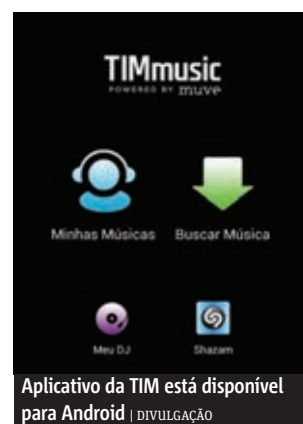 TIMmusic
POWERED BY muve
Minhas Músicas Buscar Música
Meu DJ Shazam
Aplicativo da TIM está disponível
para Android | DIVULGAÇÃO